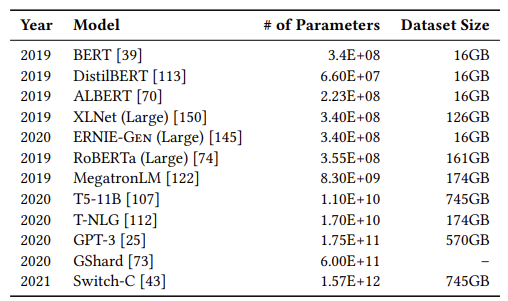 Year Model # of Parameters Dataset Size
2019 BERT [39] 3.4E+08 16GB
2019 DistilBERT [113] 6.60E+07 16GB
2019 ALBERT [70] 2.23E+08 16GB
2019 XLNet (Large) [150] 3.40E+08 126GB
2020 ERNIE-GEN (Large) [145] 3.40E+08 16GB
2019 RoBERTa (Large) [74] 3.55E+08 161GB
2019 MegatronLM [122] 8.30E+09 174GB
2020 T5-11B [107] 1.10E+10 745GB
2020 T-NLG [112] 1.70E+10 174GB
2020 GPT-3 [25] 1.75E+11 570GB
2020 GShard [73] 6.00E+11 –
2021 Switch-C [43] 1.57E+12 745GB